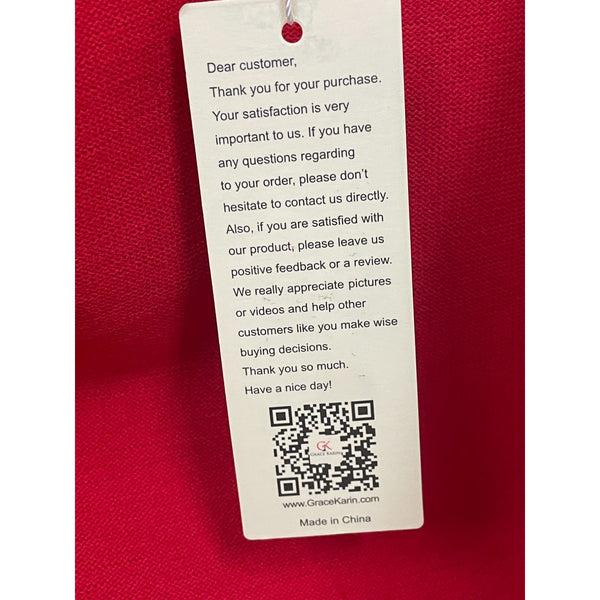 Dear customer,
Thank you for your purchase.
Your satisfaction is very
important to us. If you have
any questions regarding
to your order, please don't
hesitate to contact us directly.
Also, if you are satisfied with
our product, please leave us
positive feedback or a review.
We really appreciate pictures
or videos and help other
customers like you make wise
buying decisions.
Thank you so much.
Have a nice day!
GK
GRACE KARIN
www.GraceKarin.com
Made in China